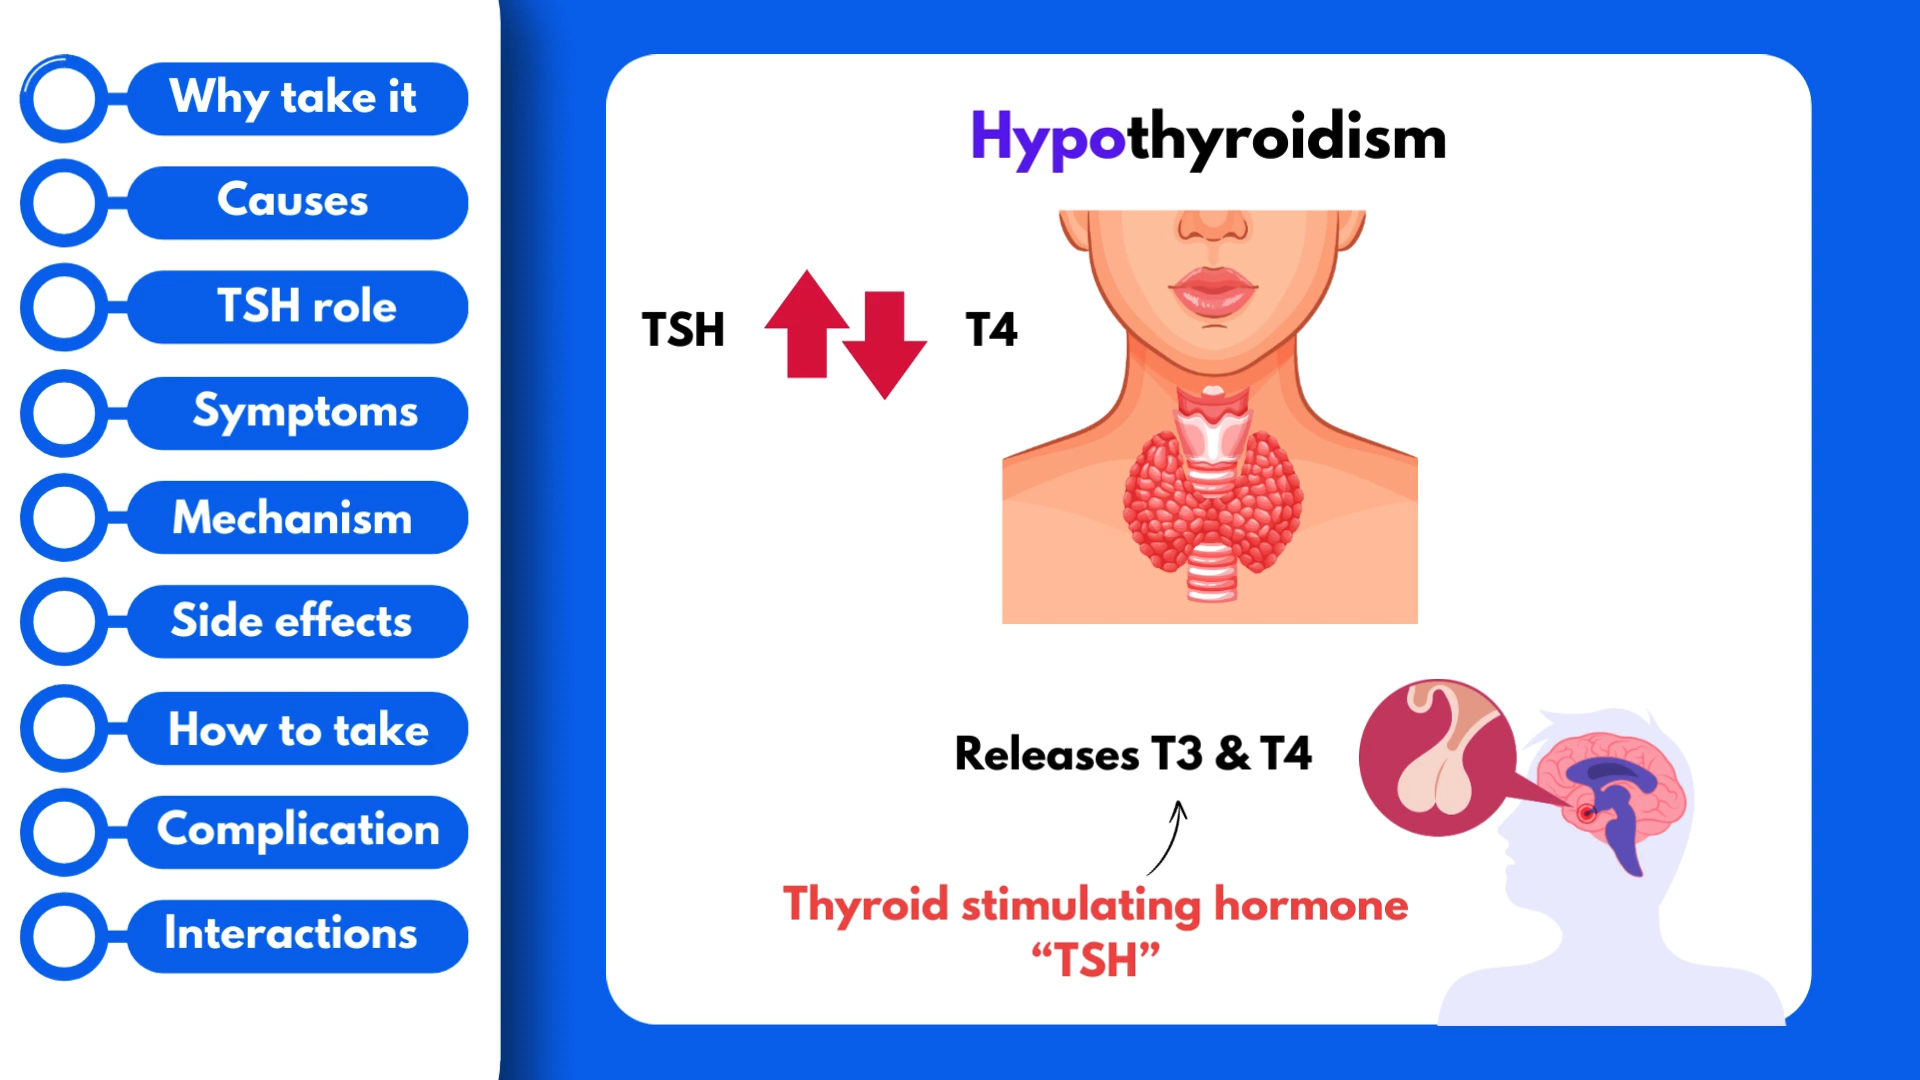 Why take it
Causes
TSH role
Symptoms
Mechanism
Side effects
How to take
Complication
Interactions
Hypothyroidism
TSH
T4
Releases T3 & T4
Thyroid stimulating hormone
“TSH”